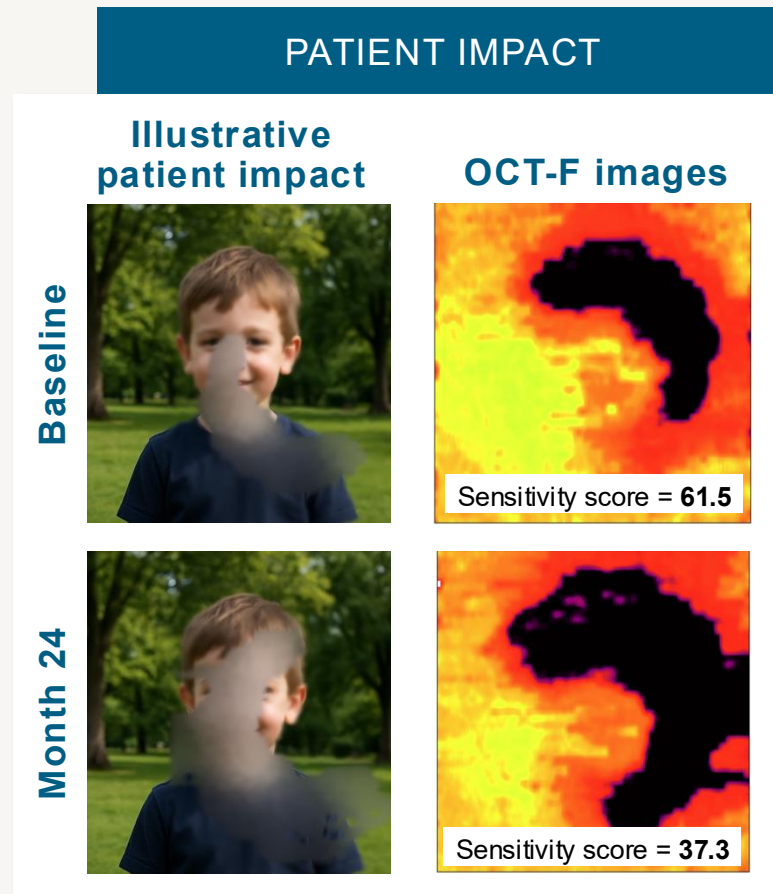 PATIENT IMPACT
Illustrative
patient impact
OCT-F images
Baseline
Sensitivity score = 61.5
Month 24
Sensitivity score = 37.3